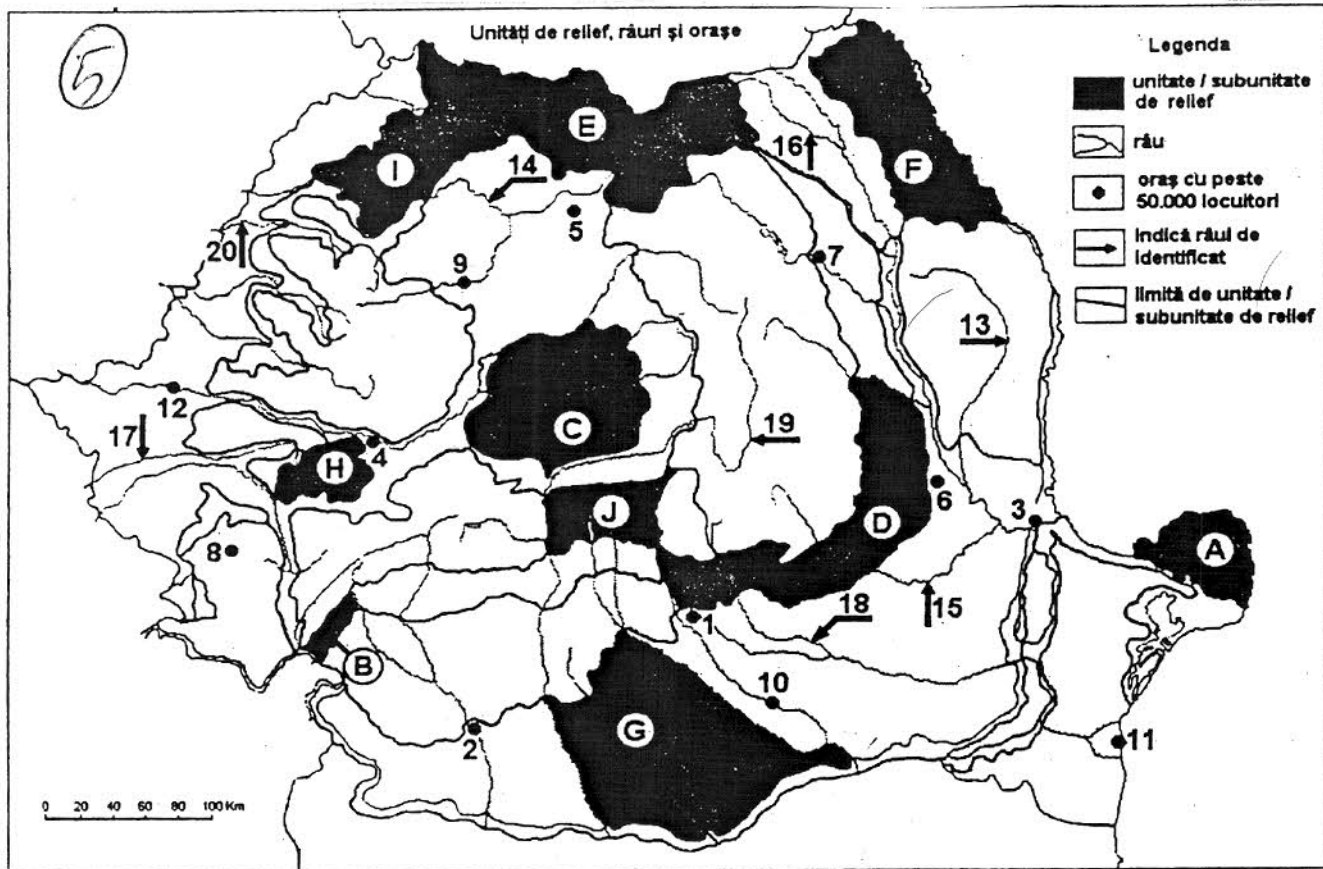 5
Unități de relief, râuri și orașe
Legenda
unitate / subunitate
de relief
râu
oraș cu peste
50.000 locuitori
indică râul de
identificat
limită de unitate /
subunitate de relief
E
F
I
14
16
20
5
9
7
13
12
17
C
19
H
4
J
D
6
3
A
8
18
15
1
B
10
G
2
11
0 20 40 60 80 100 Km